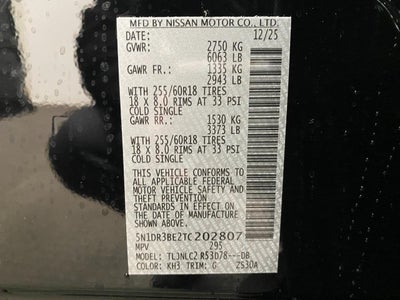 MFD BY NISSAN MOTOR CO., LTD.
DATE: 12/25
GVWR: 2750 KG
6063 LB
GAWR FR.: 1335 KG
2943 LB
WITH 255/60R18 TIRES
18 X 8.0 RIMS AT 33 PSI
COLD SINGLE
GAWR RR.: 1530 KG
3373 LB
WITH 255/60R18 TIRES
18 X 8.0 RIMS AT 33 PSI
COLD SINGLE
THIS VEHICLE CONFORMS TO
ALL APPLICABLE FEDERAL
MOTOR VEHICLE SAFETY AND
THEFT PREVENTION
STANDARDS IN EFFECT ON
THE DATE OF MANUFACTURE
SHOWN ABOVE.
5N1DR3BE2TC202807
MPV 295
MODEL: TLJNLC2 R53D78---DB
COLOR: KH3 TRIM: G ZS30A